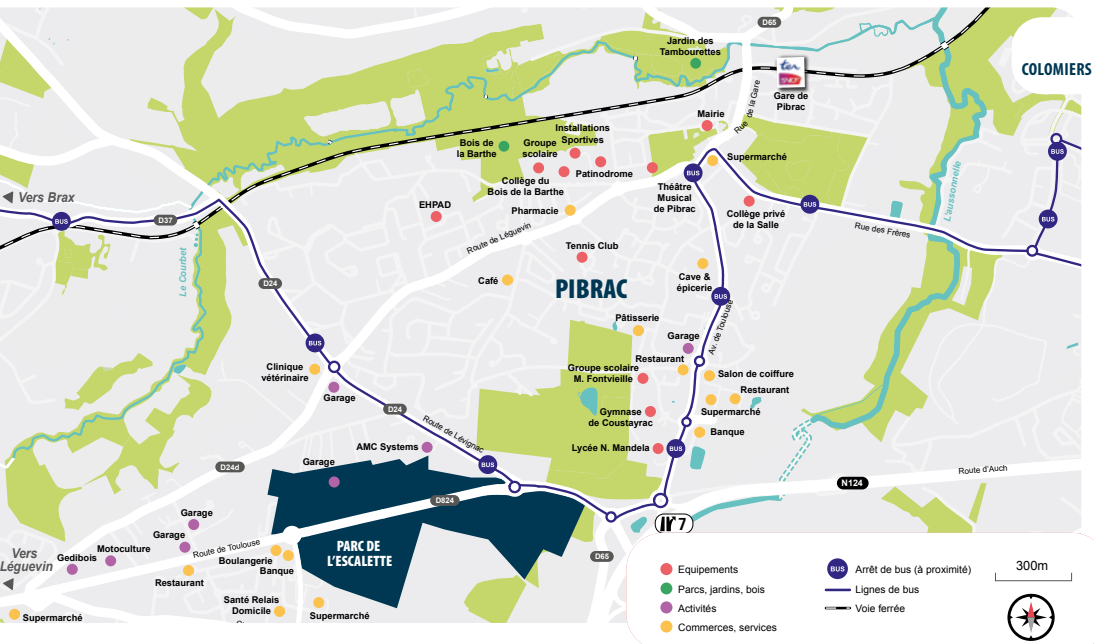 D65
Jardin des
Tambourettes
ter
SNCF
Gare de
Pibrac
COLOMIERS
Rue de la Gare
Mairie
Installations
Sportives
Bois de
la Barthe
Groupe
scolaire
Patinodrome
Collège du
Bois de la Barthe
BUS
Supermarché
BUS
Théâtre
Musical
de Pibrac
L'aussonnelle
Vers Brax
BUS
D37
EHPAD
Pharmacie
Collège privé
de la Salle
BUS
BUS
Rue des Frères
Route de Léguevin
Tennis Club
Le Courbet
D24
Café
PIBRAC
Cave &
épicerie
BUS
Av. de Toulouse
Pâtisserie
BUS
Garage
Restaurant
Clinique
vétérinaire
Groupe scolaire
M. Fontvieille
Salon de coiffure
Garage
Restaurant
D24
Supermarché
Gymnase
de Coustayrac
Route de Lévignac
Banque
AMC Systems
Lycée N. Mandela
BUS
BUS
D24d
Garage
Route d'Auch
N124
D824
Garage
7
Garage
Route de Toulouse
PARC DE
L'ESCALETTE
D65
Vers
Léguevin
Gedibois
Motoculture
Boulangerie
Banque
Restaurant
Santé Relais
Domicile
Supermarché
Supermarché
Equipements
Parcs, jardins, bois
Activités
Commerces, services
BUS
Arrêt de bus (à proximité)
Lignes de bus
Voie ferrée
300m